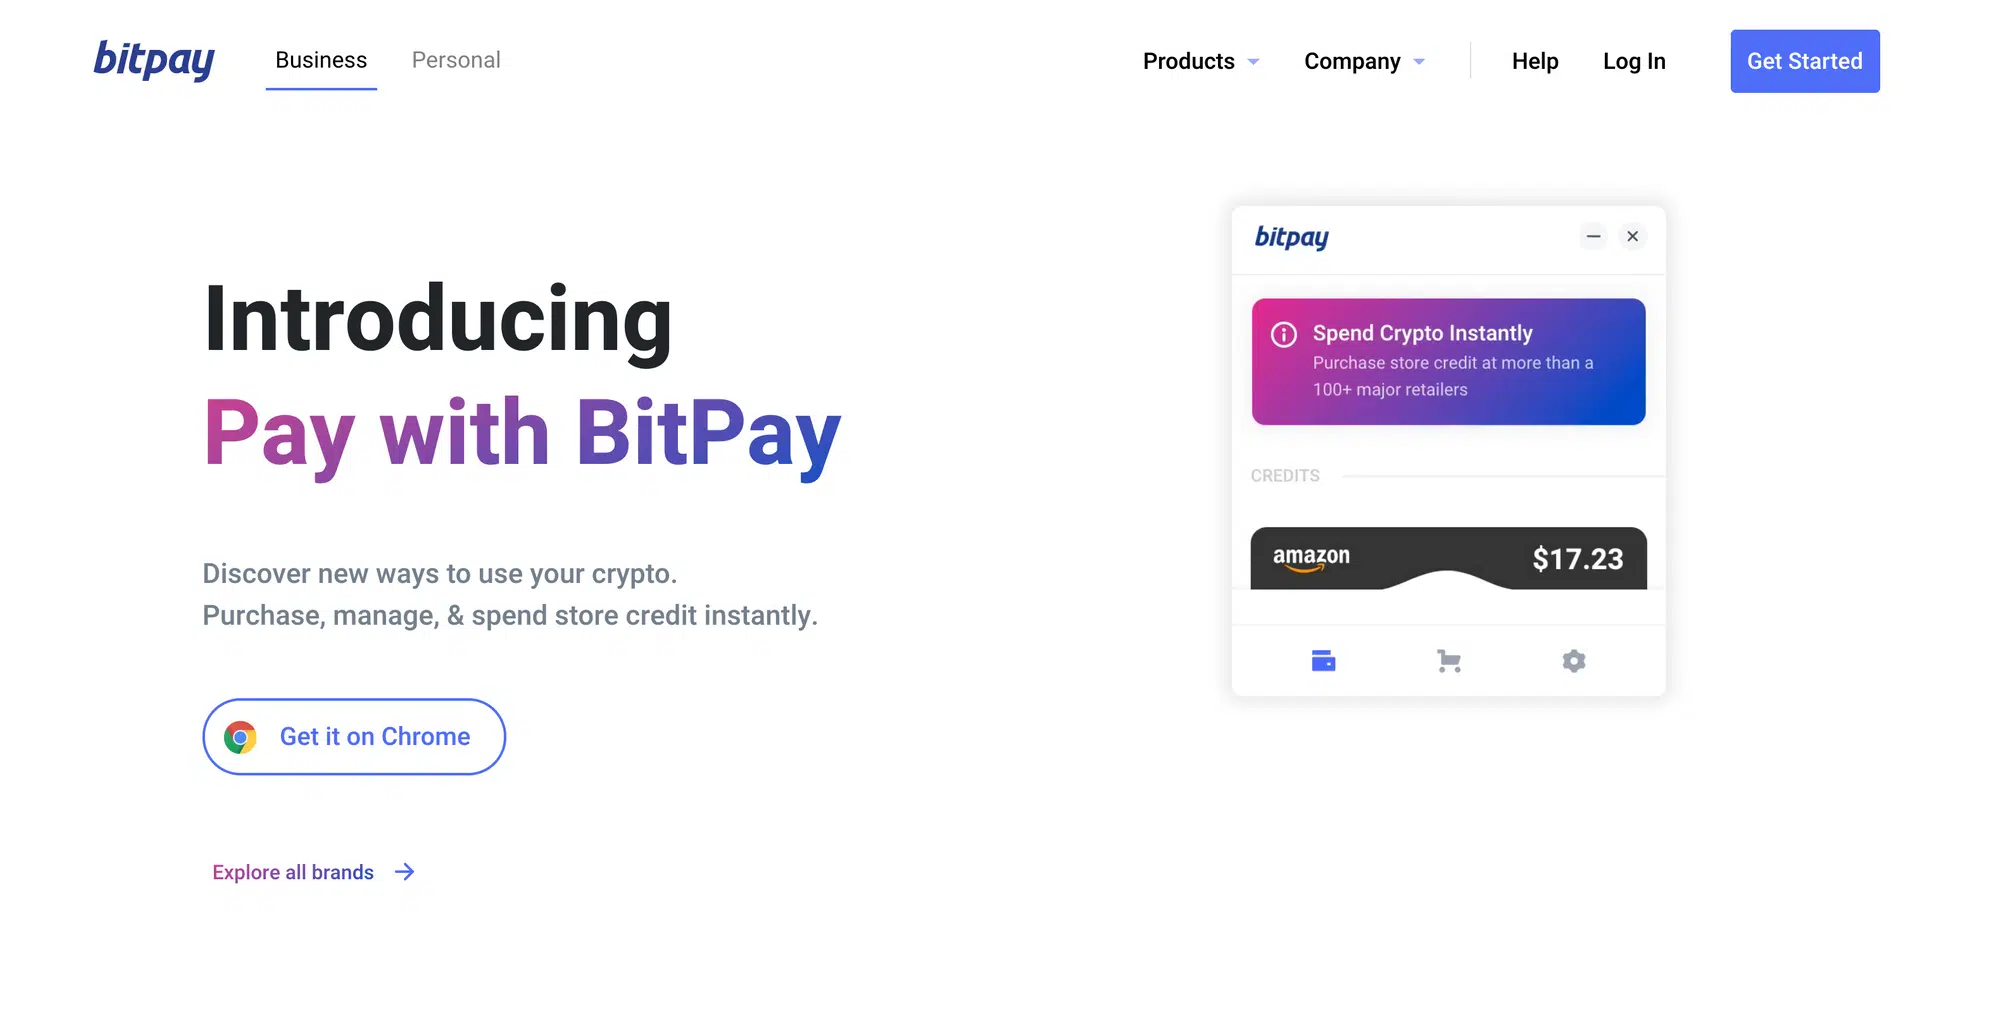 bitpay
Business
Personal
Products
Company
Help
Log In
Get Started
Introducing
Pay with BitPay
Discover new ways to use your crypto.
Purchase, manage, & spend store credit instantly.
Get it on Chrome
Explore all brands
bitpay
Spend Crypto Instantly
Purchase store credit at more than a
100+ major retailers
CREDITS
amazon
$17.23